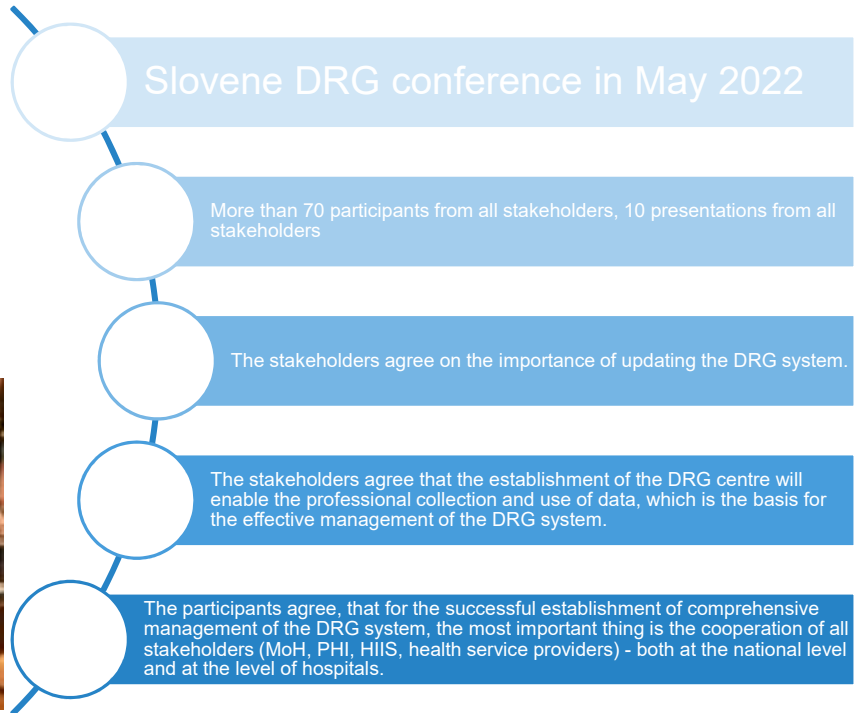 Slovene DRG conference in May 2022
More than 70 participants from all stakeholders, 10 presentations from all
stakeholders
The stakeholders agree on the importance of updating the DRG system.
The stakeholders agree that the establishment of the DRG centre will
enable the professional collection and use of data, which is the basis for
the effective management of the DRG system.
The participants agree, that for the successful establishment of comprehensive
management of the DRG system, the most important thing is the cooperation of all
stakeholders (MoH, PHI, HIIS, health service providers) - both at the national level
and at the level of hospitals.